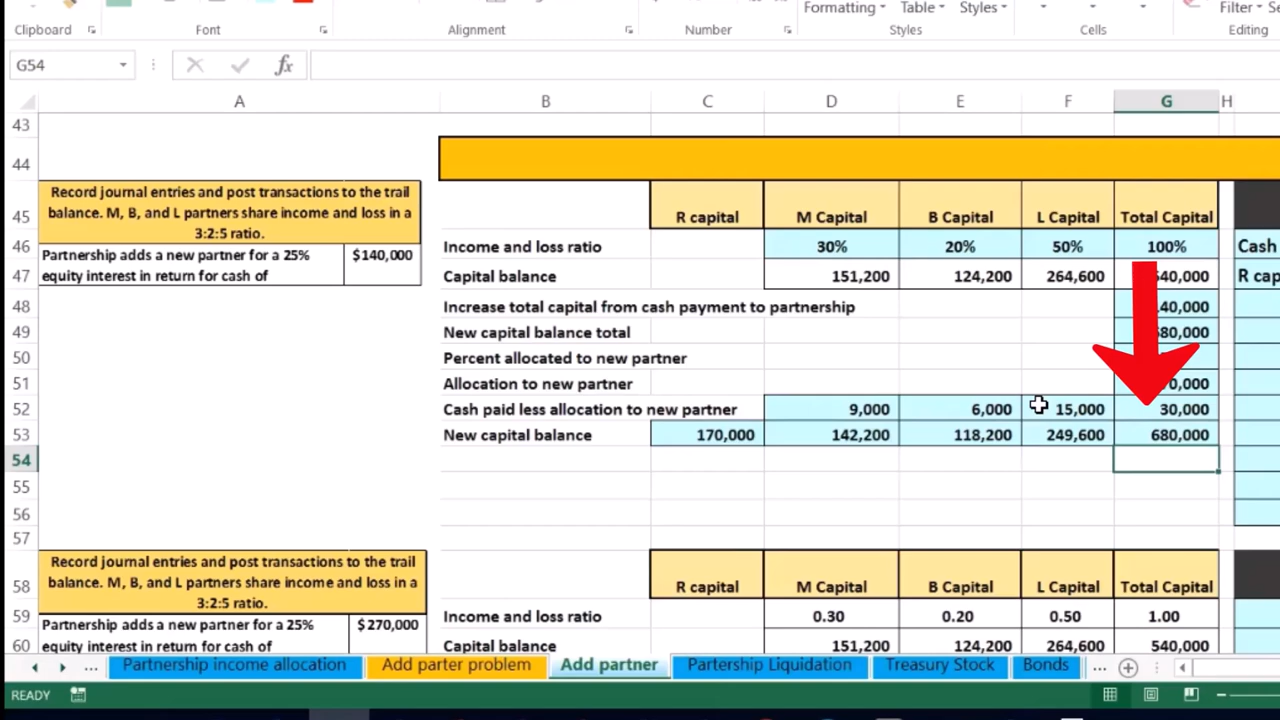 Formatting Table Styles Filter
Clipboard Font Alignment Number Styles Cells Editing
G54 fx
A B C D E F G H
43
44
Record journal entries and post transactions to the trail
balance. M, B, and L partners share income and loss in a
3:2:5 ratio.
45 R capital M Capital B Capital L Capital Total Capital
46 Income and loss ratio 30% 20% 50% 100% Cash
Partnership adds a new partner for a 25% $140,000
equity interest in return for cash of
47 Capital balance 151,200 124,200 264,600 540,000
48 Increase total capital from cash payment to partnership 40,000
49 New capital balance total 80,000
50 Percent allocated to new partner
51 Allocation to new partner 0,000
52 Cash paid less allocation to new partner 9,000 6,000 15,000 30,000
53 New capital balance 170,000 142,200 118,200 249,600 680,000
54
55
56
57
Record journal entries and post transactions to the trail
balance. M, B, and L partners share income and loss in a
3:2:5 ratio.
58 R capital M Capital B Capital L Capital Total Capital
59 Income and loss ratio 0.30 0.20 0.50 1.00
Partnership adds a new partner for a 25% $270,000
equity interest in return for cash of
60 Capital balance 151,200 124,200 264,600 540,000
... Partnership income allocation Add parter problem Add partner Partership Liquidation Treasury Stock Bonds ...
READY